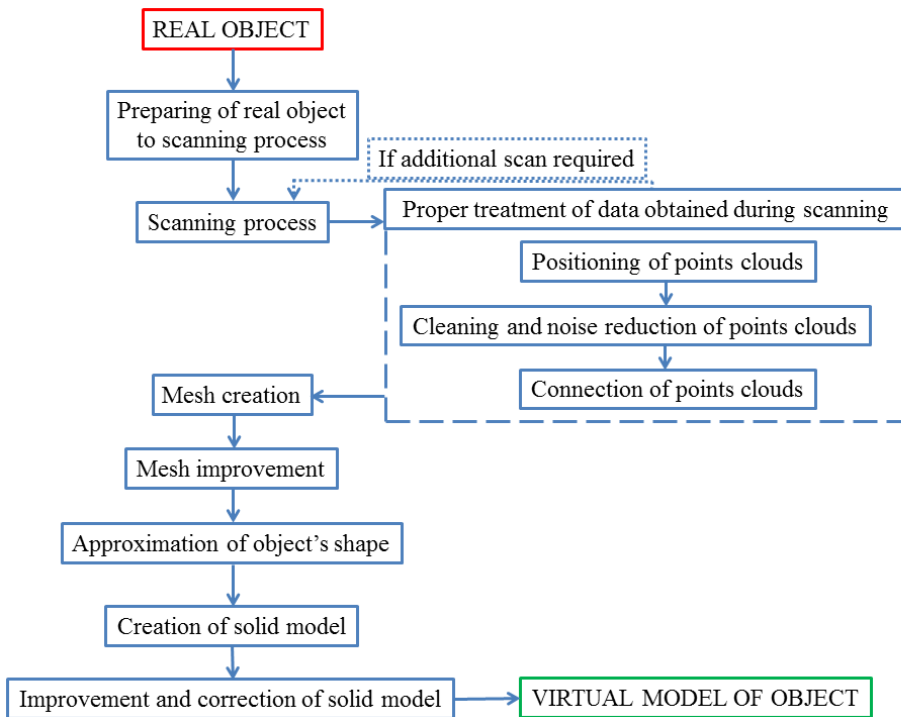 REAL OBJECT
Preparing of real object
to scanning process
If additional scan required
Scanning process
Proper treatment of data obtained during scanning
Positioning of points clouds
Cleaning and noise reduction of points clouds
Connection of points clouds
Mesh creation
Mesh improvement
Approximation of object’s shape
Creation of solid model
Improvement and correction of solid model
VIRTUAL MODEL OF OBJECT